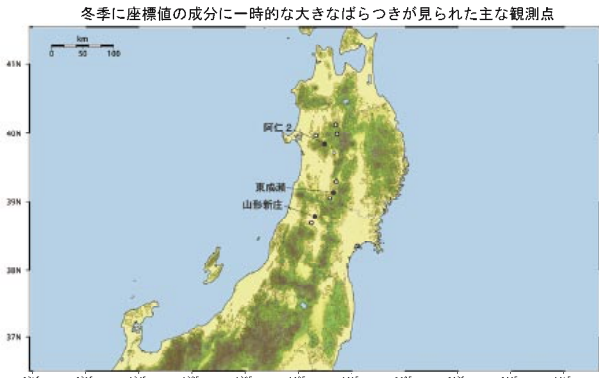 冬季に座標値の成分に一時的な大きなばらつきが見られた主な観測点
km
0 50 100
41N
40N
阿仁2
東成瀬
39N
山形新庄
38N
37N